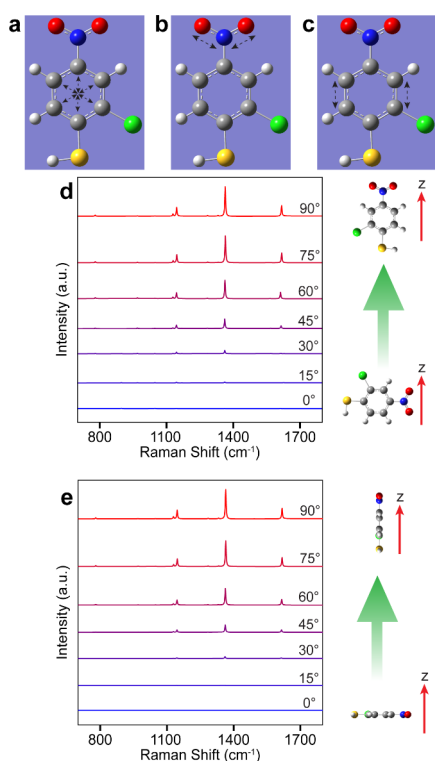 a
b
c
d
90°
75°
60°
45°
30°
15°
0°
Intensity (a.u.)
800
1100
1400
1700
Raman Shift (cm⁻¹)
z
z
e
90°
75°
60°
45°
30°
15°
0°
Intensity (a.u.)
800
1100
1400
1700
Raman Shift (cm⁻¹)
z
z